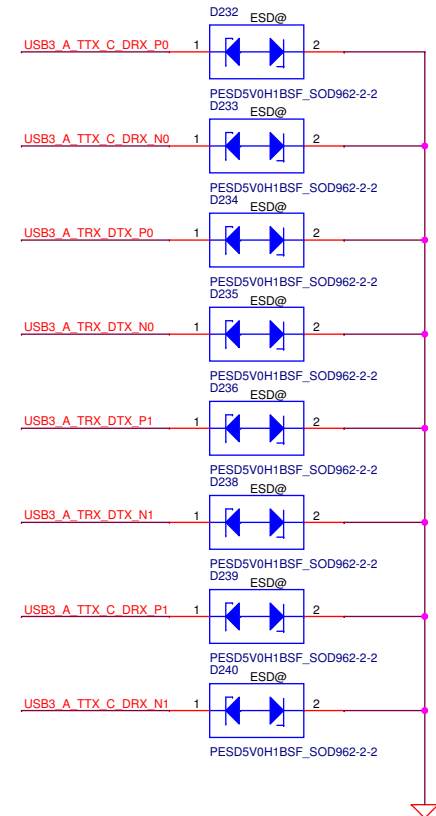 D232
ESD@
USB3_A_TTX_C_DRX_P0 1 2
PESD5V0H1BSF_SOD962-2-2
D233
ESD@
USB3_A_TTX_C_DRX_N0 1 2
PESD5V0H1BSF_SOD962-2-2
D234
ESD@
USB3_A_TRX_DTX_P0 1 2
PESD5V0H1BSF_SOD962-2-2
D235
ESD@
USB3_A_TRX_DTX_N0 1 2
PESD5V0H1BSF_SOD962-2-2
D236
ESD@
USB3_A_TRX_DTX_P1 1 2
PESD5V0H1BSF_SOD962-2-2
D238
ESD@
USB3_A_TRX_DTX_N1 1 2
PESD5V0H1BSF_SOD962-2-2
D239
ESD@
USB3_A_TTX_C_DRX_P1 1 2
PESD5V0H1BSF_SOD962-2-2
D240
ESD@
USB3_A_TTX_C_DRX_N1 1 2
PESD5V0H1BSF_SOD962-2-2